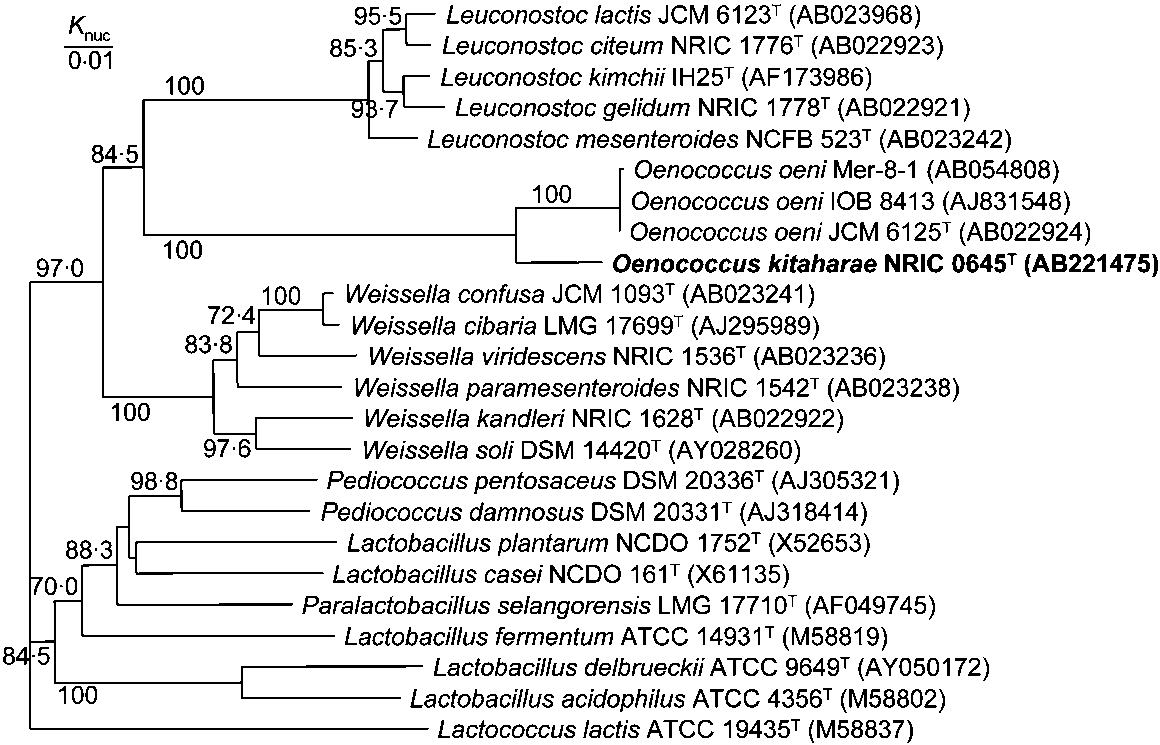 K nuc
0·01
95·5
Leuconostoc lactis JCM 6123ᵀ (AB023968)
85·3
Leuconostoc citeum NRIC 1776ᵀ (AB022923)
Leuconostoc kimchii IH25ᵀ (AF173986)
100
93·7
Leuconostoc gelidum NRIC 1778ᵀ (AB022921)
Leuconostoc mesenteroides NCFB 523ᵀ (AB023242)
84·5
Oenococcus oeni Mer-8-1 (AB054808)
100
Oenococcus oeni IOB 8413 (AJ831548)
Oenococcus oeni JCM 6125ᵀ (AB022924)
100
Oenococcus kitaharae NRIC 0645ᵀ (AB221475)
97·0
100
Weissella confusa JCM 1093ᵀ (AB023241)
72·4
Weissella cibaria LMG 17699ᵀ (AJ295989)
83·8
Weissella viridescens NRIC 1536ᵀ (AB023236)
Weissella paramesenteroides NRIC 1542ᵀ (AB023238)
100
Weissella kandleri NRIC 1628ᵀ (AB022922)
97·6
Weissella soli DSM 14420ᵀ (AY028260)
98·8
Pediococcus pentosaceus DSM 20336ᵀ (AJ305321)
Pediococcus damnosus DSM 20331ᵀ (AJ318414)
88·3
Lactobacillus plantarum NCDO 1752ᵀ (X52653)
70·0
Lactobacillus casei NCDO 161ᵀ (X61135)
Paralactobacillus selangorensis LMG 17710ᵀ (AF049745)
Lactobacillus fermentum ATCC 14931ᵀ (M58819)
84·5
Lactobacillus delbrueckii ATCC 9649ᵀ (AY050172)
100
Lactobacillus acidophilus ATCC 4356ᵀ (M58802)
Lactococcus lactis ATCC 19435ᵀ (M58837)